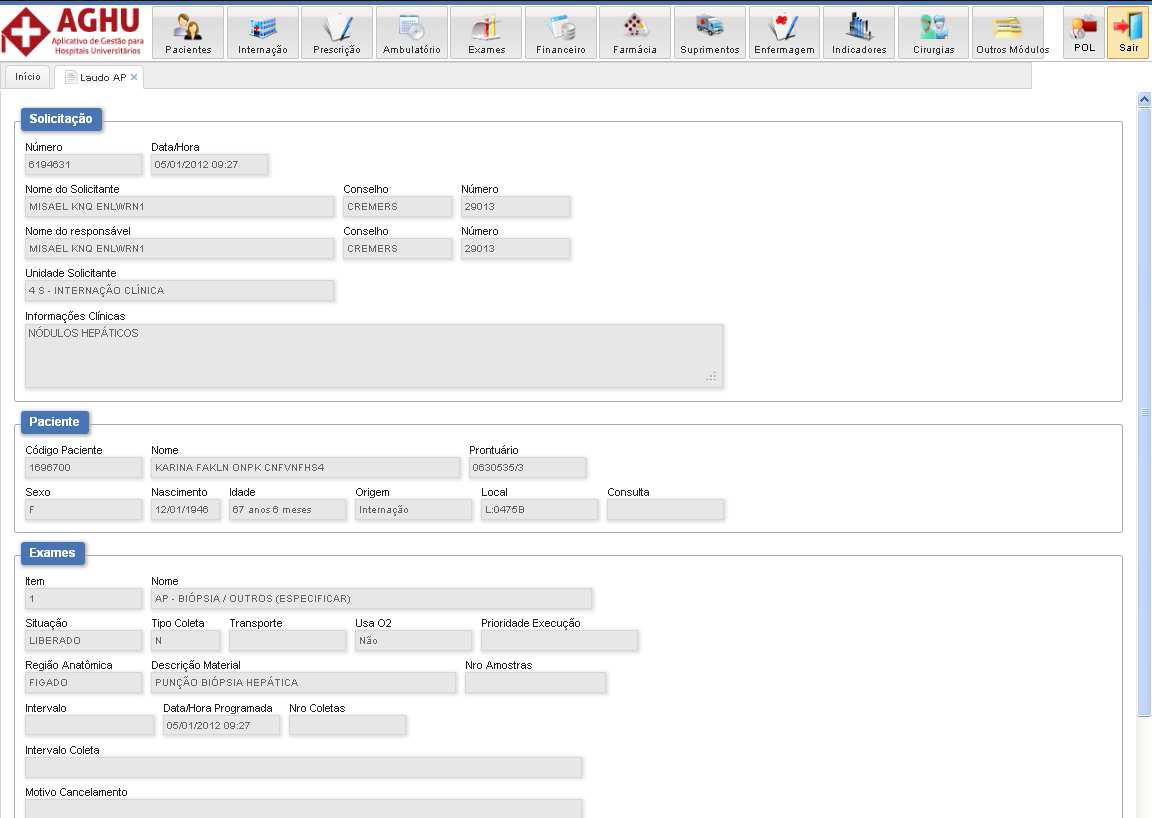 AGHU
Aplicativo de Gestão para
Hospitais Universitários
Pacientes Internação Prescrição Ambulatório Exames Financeiro Farmácia Suprimentos Enfermagem Indicadores Cirurgias Outros Módulos POL Sair
Início Laudo AP
Solicitação
Número Data/Hora
6194631 05/01/2012 09:27
Nome do Solicitante Conselho Número
MISAEL KNQ ENLWRN1 CREMERS 29013
Nome do responsável Conselho Número
MISAEL KNQ ENLWRN1 CREMERS 29013
Unidade Solicitante
4 S - INTERNAÇÃO CLÍNICA
Informações Clínicas
NÓDULOS HEPÁTICOS
Paciente
Código Paciente Nome Prontuário
1696700 KARINA FAKLN ONPK CNFVNFHS4 0630535/3
Sexo Nascimento Idade Origem Local Consulta
F 12/01/1946 67 anos 6 meses Internação L:0475B
Exames
Item Nome
1 AP - BIÓPSIA / OUTROS (ESPECIFICAR)
Situação Tipo Coleta Transporte Usa O2 Prioridade Execução
LIBERADO N Não
Região Anatômica Descrição Material Nro Amostras
FIGADO PUNÇÃO BIÓPSIA HEPÁTICA
Intervalo Data/Hora Programada Nro Coletas
05/01/2012 09:27
Intervalo Coleta
Motivo Cancelamento